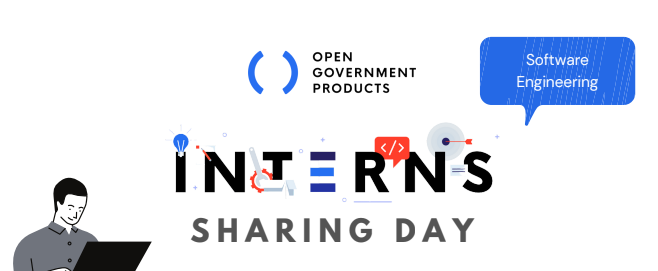 OPEN
GOVERNMENT
PRODUCTS
Software
Engineering
</>
INTERNS
SHARING DAY